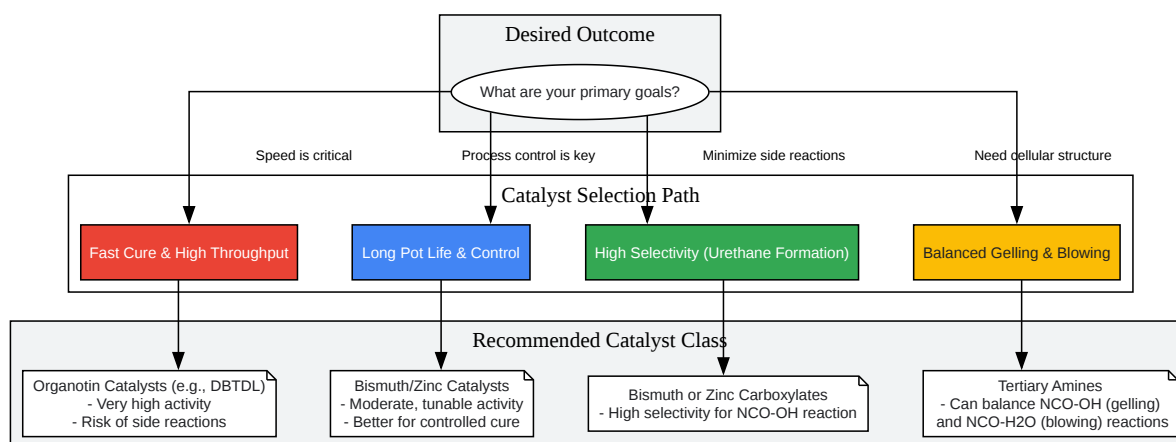 Desired Outcome
What are your primary goals?
Speed is critical
Process control is key
Minimize side reactions
Need cellular structure
Catalyst Selection Path
Fast Cure & High Throughput
Long Pot Life & Control
High Selectivity (Urethane Formation)
Balanced Gelling & Blowing
Recommended Catalyst Class
Organotin Catalysts (e.g., DBTDL)
- Very high activity
- Risk of side reactions
Bismuth/Zinc Catalysts
- Moderate, tunable activity
- Better for controlled cure
Bismuth or Zinc Carboxylates
- High selectivity for NCO-OH reaction
Tertiary Amines
- Can balance NCO-OH (gelling)
and NCO-H2O (blowing) reactions